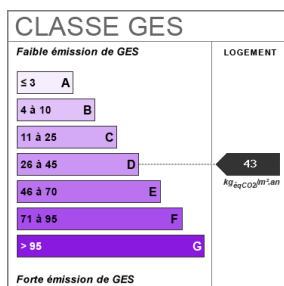 CLASSE GES
Faible émission de GES
LOGEMENT
≤ 3 A
4 à 10 B
11 à 25 C
26 à 45 D
43
kgéqCO2/m².an
46 à 70 E
71 à 95 F
> 95 G
Forte émission de GES